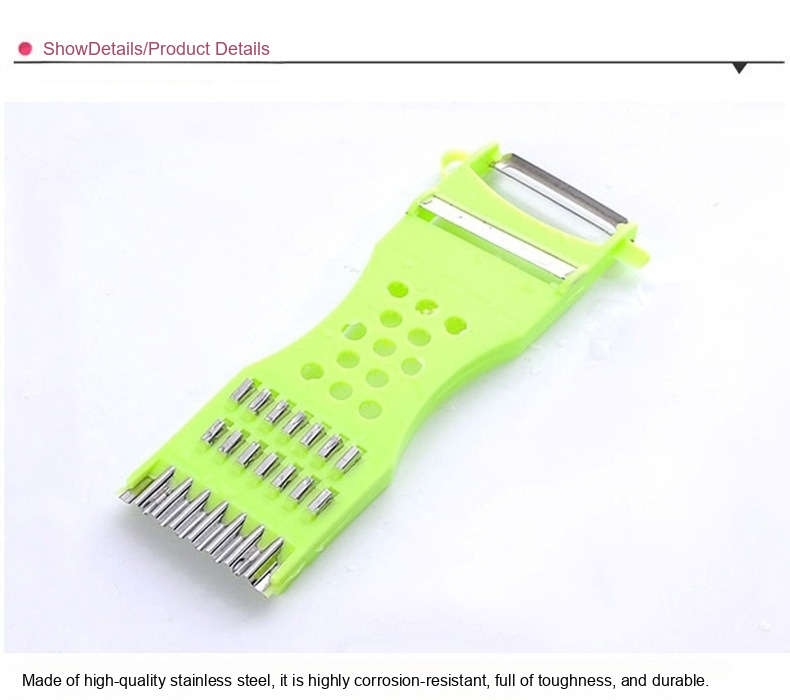 ShowDetails/Product Details
Made of high-quality stainless steel, it is highly corrosion-resistant, full of toughness, and durable.